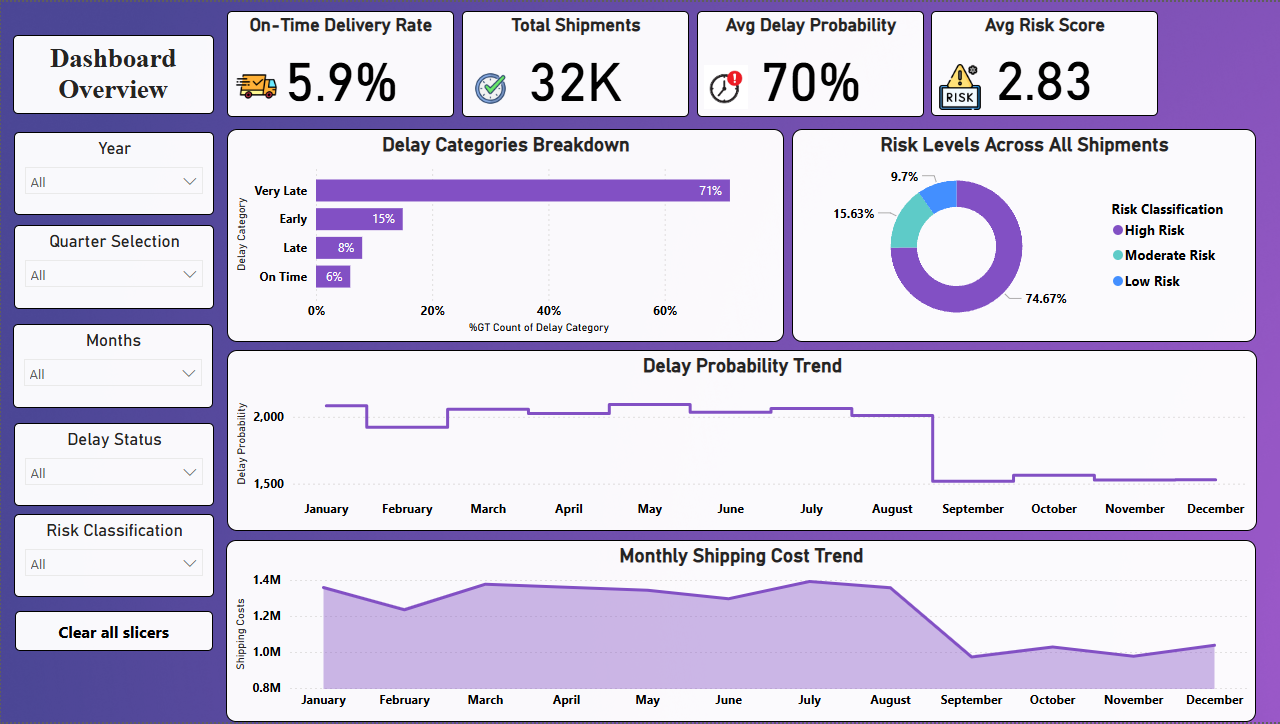 Dashboard
Overview
On-Time Delivery Rate
5.9%
Total Shipments
32K
Avg Delay Probability
70%
Avg Risk Score
RISK
2.83
Year
All
Quarter Selection
All
Months
All
Delay Status
All
Risk Classification
All
Clear all slicers
Delay Categories Breakdown
Delay Category
Very Late
71%
Early
15%
Late
8%
On Time
6%
0%
20%
40%
60%
%GT Count of Delay Category
Risk Levels Across All Shipments
9.7%
15.63%
74.67%
Risk Classification
High Risk
Moderate Risk
Low Risk
Delay Probability Trend
Delay Probability
2,000
1,500
January
February
March
April
May
June
July
August
September
October
November
December
Monthly Shipping Cost Trend
Shipping Costs
1.4M
1.2M
1.0M
0.8M
January
February
March
April
May
June
July
August
September
October
November
December